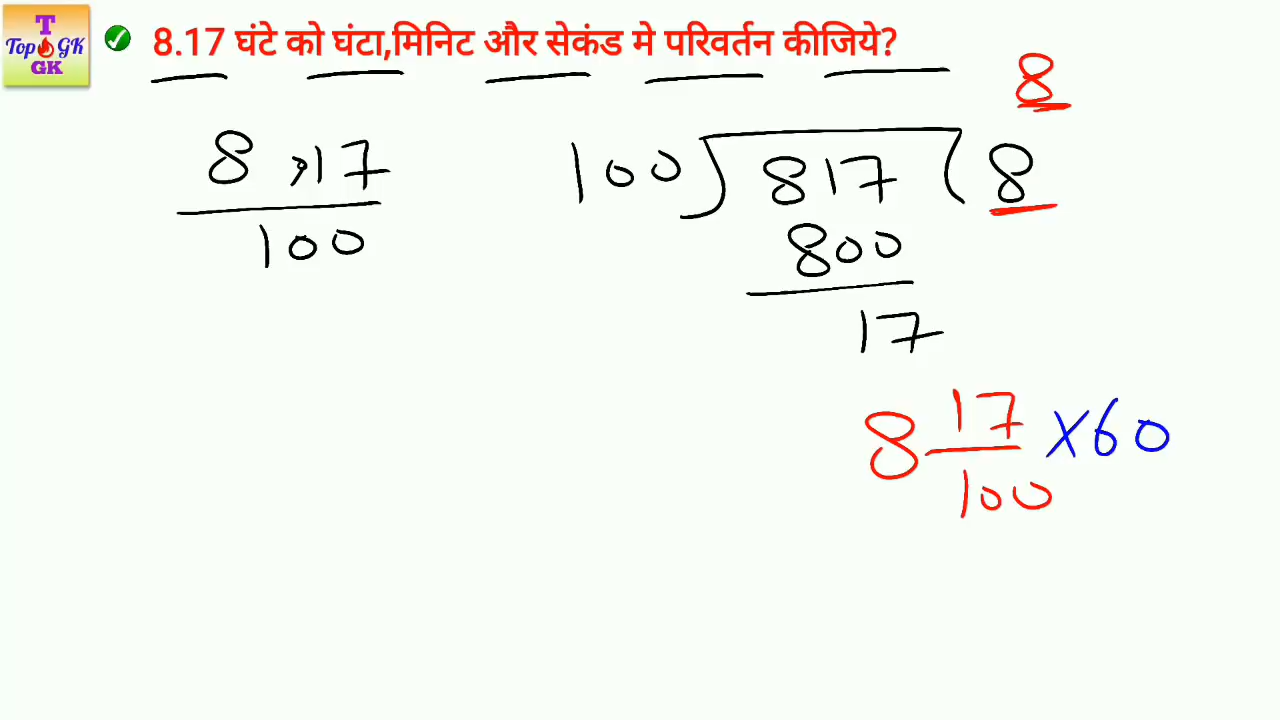 T
Top GK
GK
8.17 घंटे को घंटा,मिनिट और सेकंड मे परिवर्तन कीजिये?
8
8,17
100
100 817 ( 8
800
17
8 17 × 60
100